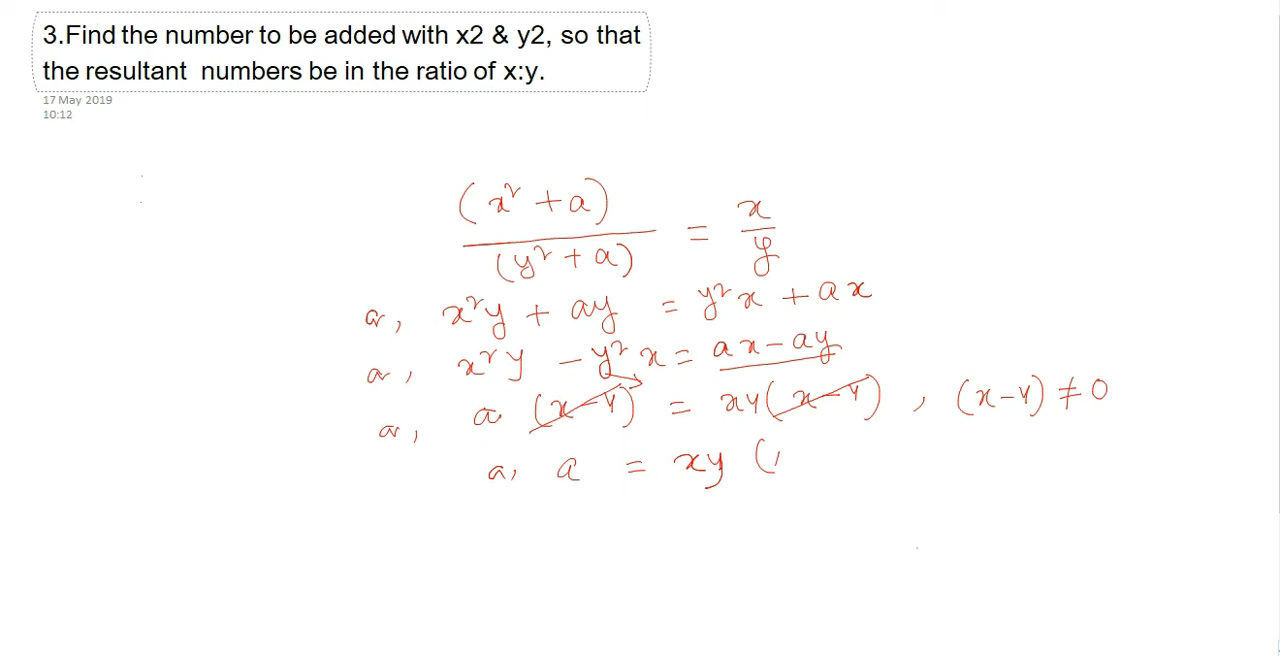 3.Find the number to be added with x2 & y2, so that
the resultant numbers be in the ratio of x:y.
17 May 2019
10:12
(x² + a) / (y² + a) = x / y
or, x²y + ay = y²x + ax
or, x²y - y²x = ax - ay
or, a (x-y) = xy(x-y), (x-y) ≠ 0
or, a = xy (